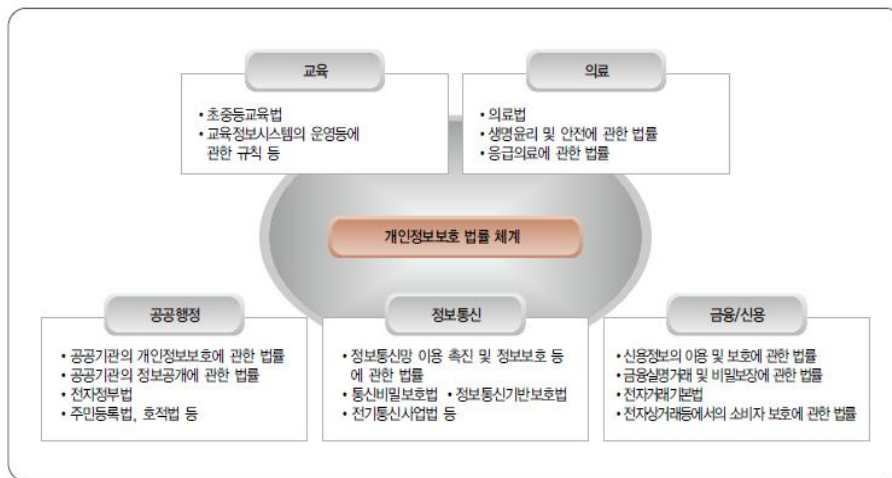 교육
• 초중등교육법
• 교육정보시스템의 운영등에
관한 규칙 등
의료
• 의료법
• 생명윤리 및 안전에 관한 법률
• 응급의료에 관한 법률
개인정보보호 법률 체계
공공행정
• 공공기관의 개인정보보호에 관한 법률
• 공공기관의 정보공개에 관한 법률
• 전자정부법
• 주민등록법, 호적법 등
정보통신
• 정보통신망 이용 촉진 및 정보보호 등
에 관한 법률
• 통신비밀보호법 • 정보통신기반보호법
• 전기통신사업법 등
금융/신용
• 신용정보의 이용 및 보호에 관한 법률
• 금융실명거래 및 비밀보장에 관한 법률
• 전자거래기본법
• 전자상거래등에서의 소비자 보호에 관한 법률